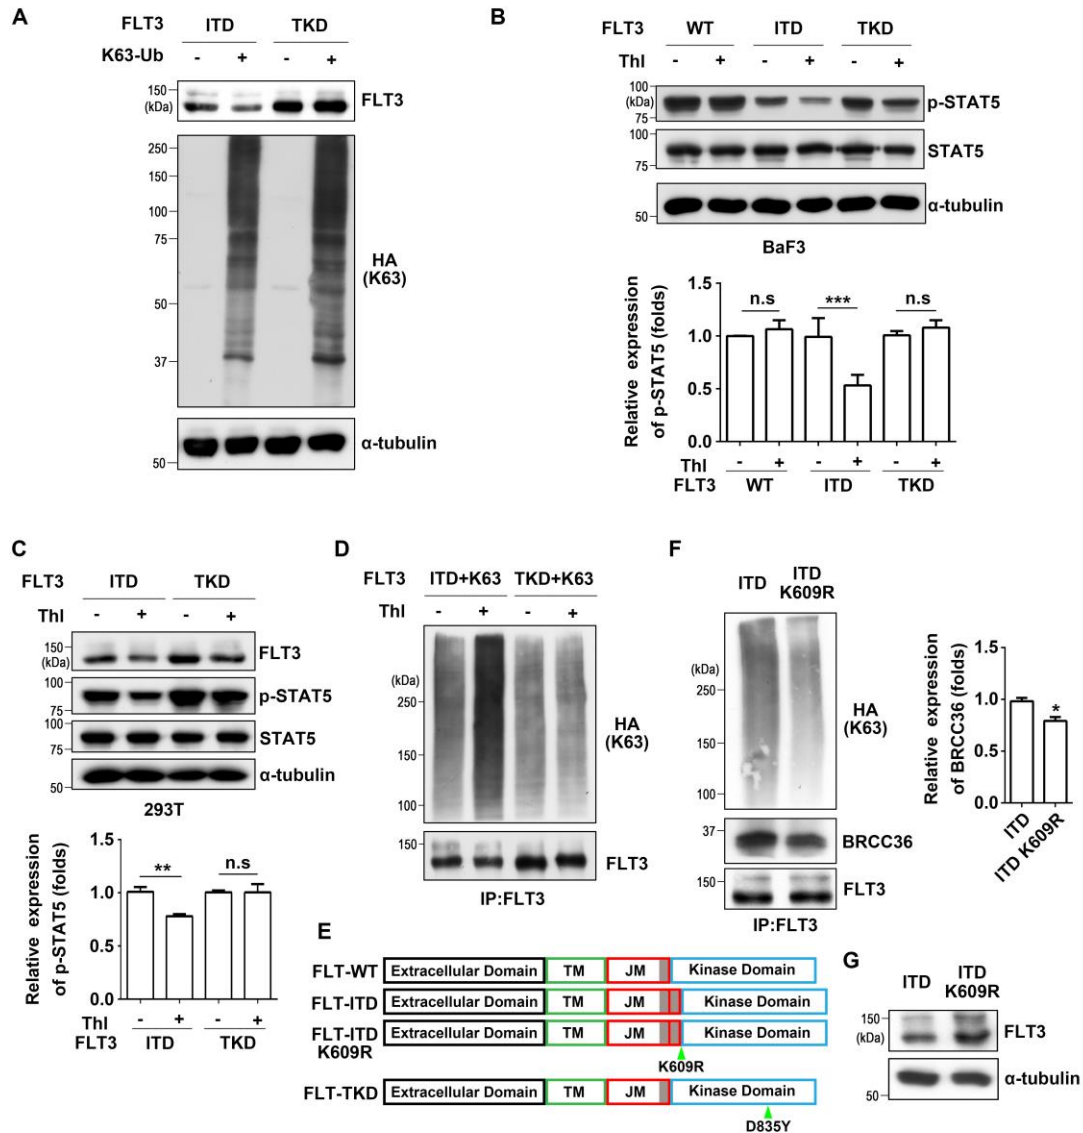 A
FLT3 ITD TKD
K63-Ub - + - +
150
(kDa)
FLT3
250
150
100
75
50
37
HA
(K63)
α-tubulin
50
B
FLT3 WT ITD TKD
ThI - + - + - +
100
(kDa)
75
p-STAT5
100
75
STAT5
50
α-tubulin
BaF3
Relative expression
of p-STAT5 (folds)
1.5
1.0
0.5
0.0
n.s *** n.s
ThI - + - + - +
FLT3 WT ITD TKD
C
FLT3 ITD TKD
ThI - + - +
150
(kDa)
FLT3
100
75
p-STAT5
100
75
STAT5
50
α-tubulin
293T
Relative expression
of p-STAT5 (folds)
1.5
1.0
0.5
0.0
** n.s
ThI - + - +
FLT3 ITD TKD
D
FLT3 ITD+K63 TKD+K63
ThI - + - +
(kDa)
250
150
100
HA
(K63)
150
FLT3
IP:FLT3
F
ITD ITD
K609R
(kDa)
250
150
100
HA
(K63)
37
BRCC36
150
FLT3
IP:FLT3
Relative expression
of BRCC36 (folds)
1.5
1.0
0.5
0.0
*
ITD
ITD K609R
E
FLT-WT Extracellular Domain TM JM Kinase Domain
FLT-ITD Extracellular Domain TM JM Kinase Domain
FLT-ITD Extracellular Domain TM JM Kinase Domain
K609R
K609R
FLT-TKD Extracellular Domain TM JM Kinase Domain
D835Y
G
ITD ITD
K609R
150
(kDa)
FLT3
α-tubulin
50